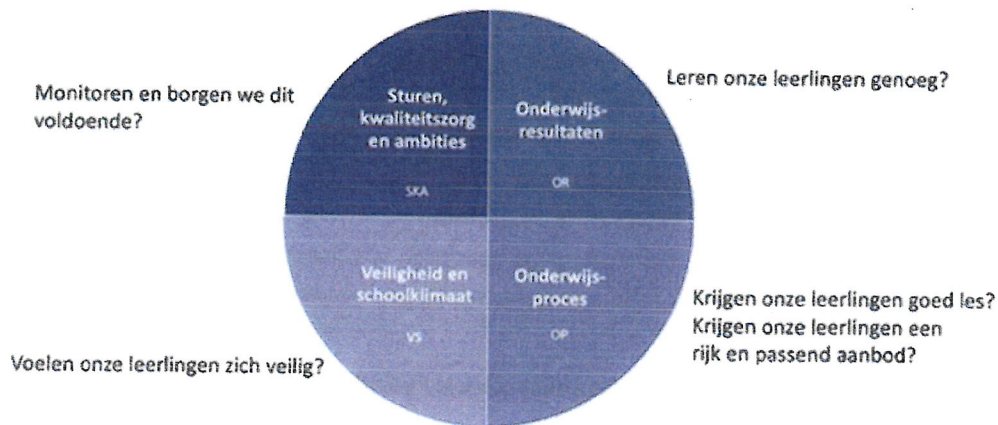 Monitoren en borgen we dit
voldoende?
Sturen,
kwaliteitszorg
en ambities
SKA
Onderwijs-
resultaten
OR
Leren onze leerlingen genoeg?
Veiligheid en
schoolklimaat
VS
Voelen onze leerlingen zich veilig?
Onderwijs-
proces
OP
Krijgen onze leerlingen goed les?
Krijgen onze leerlingen een
rijk en passend aanbod?